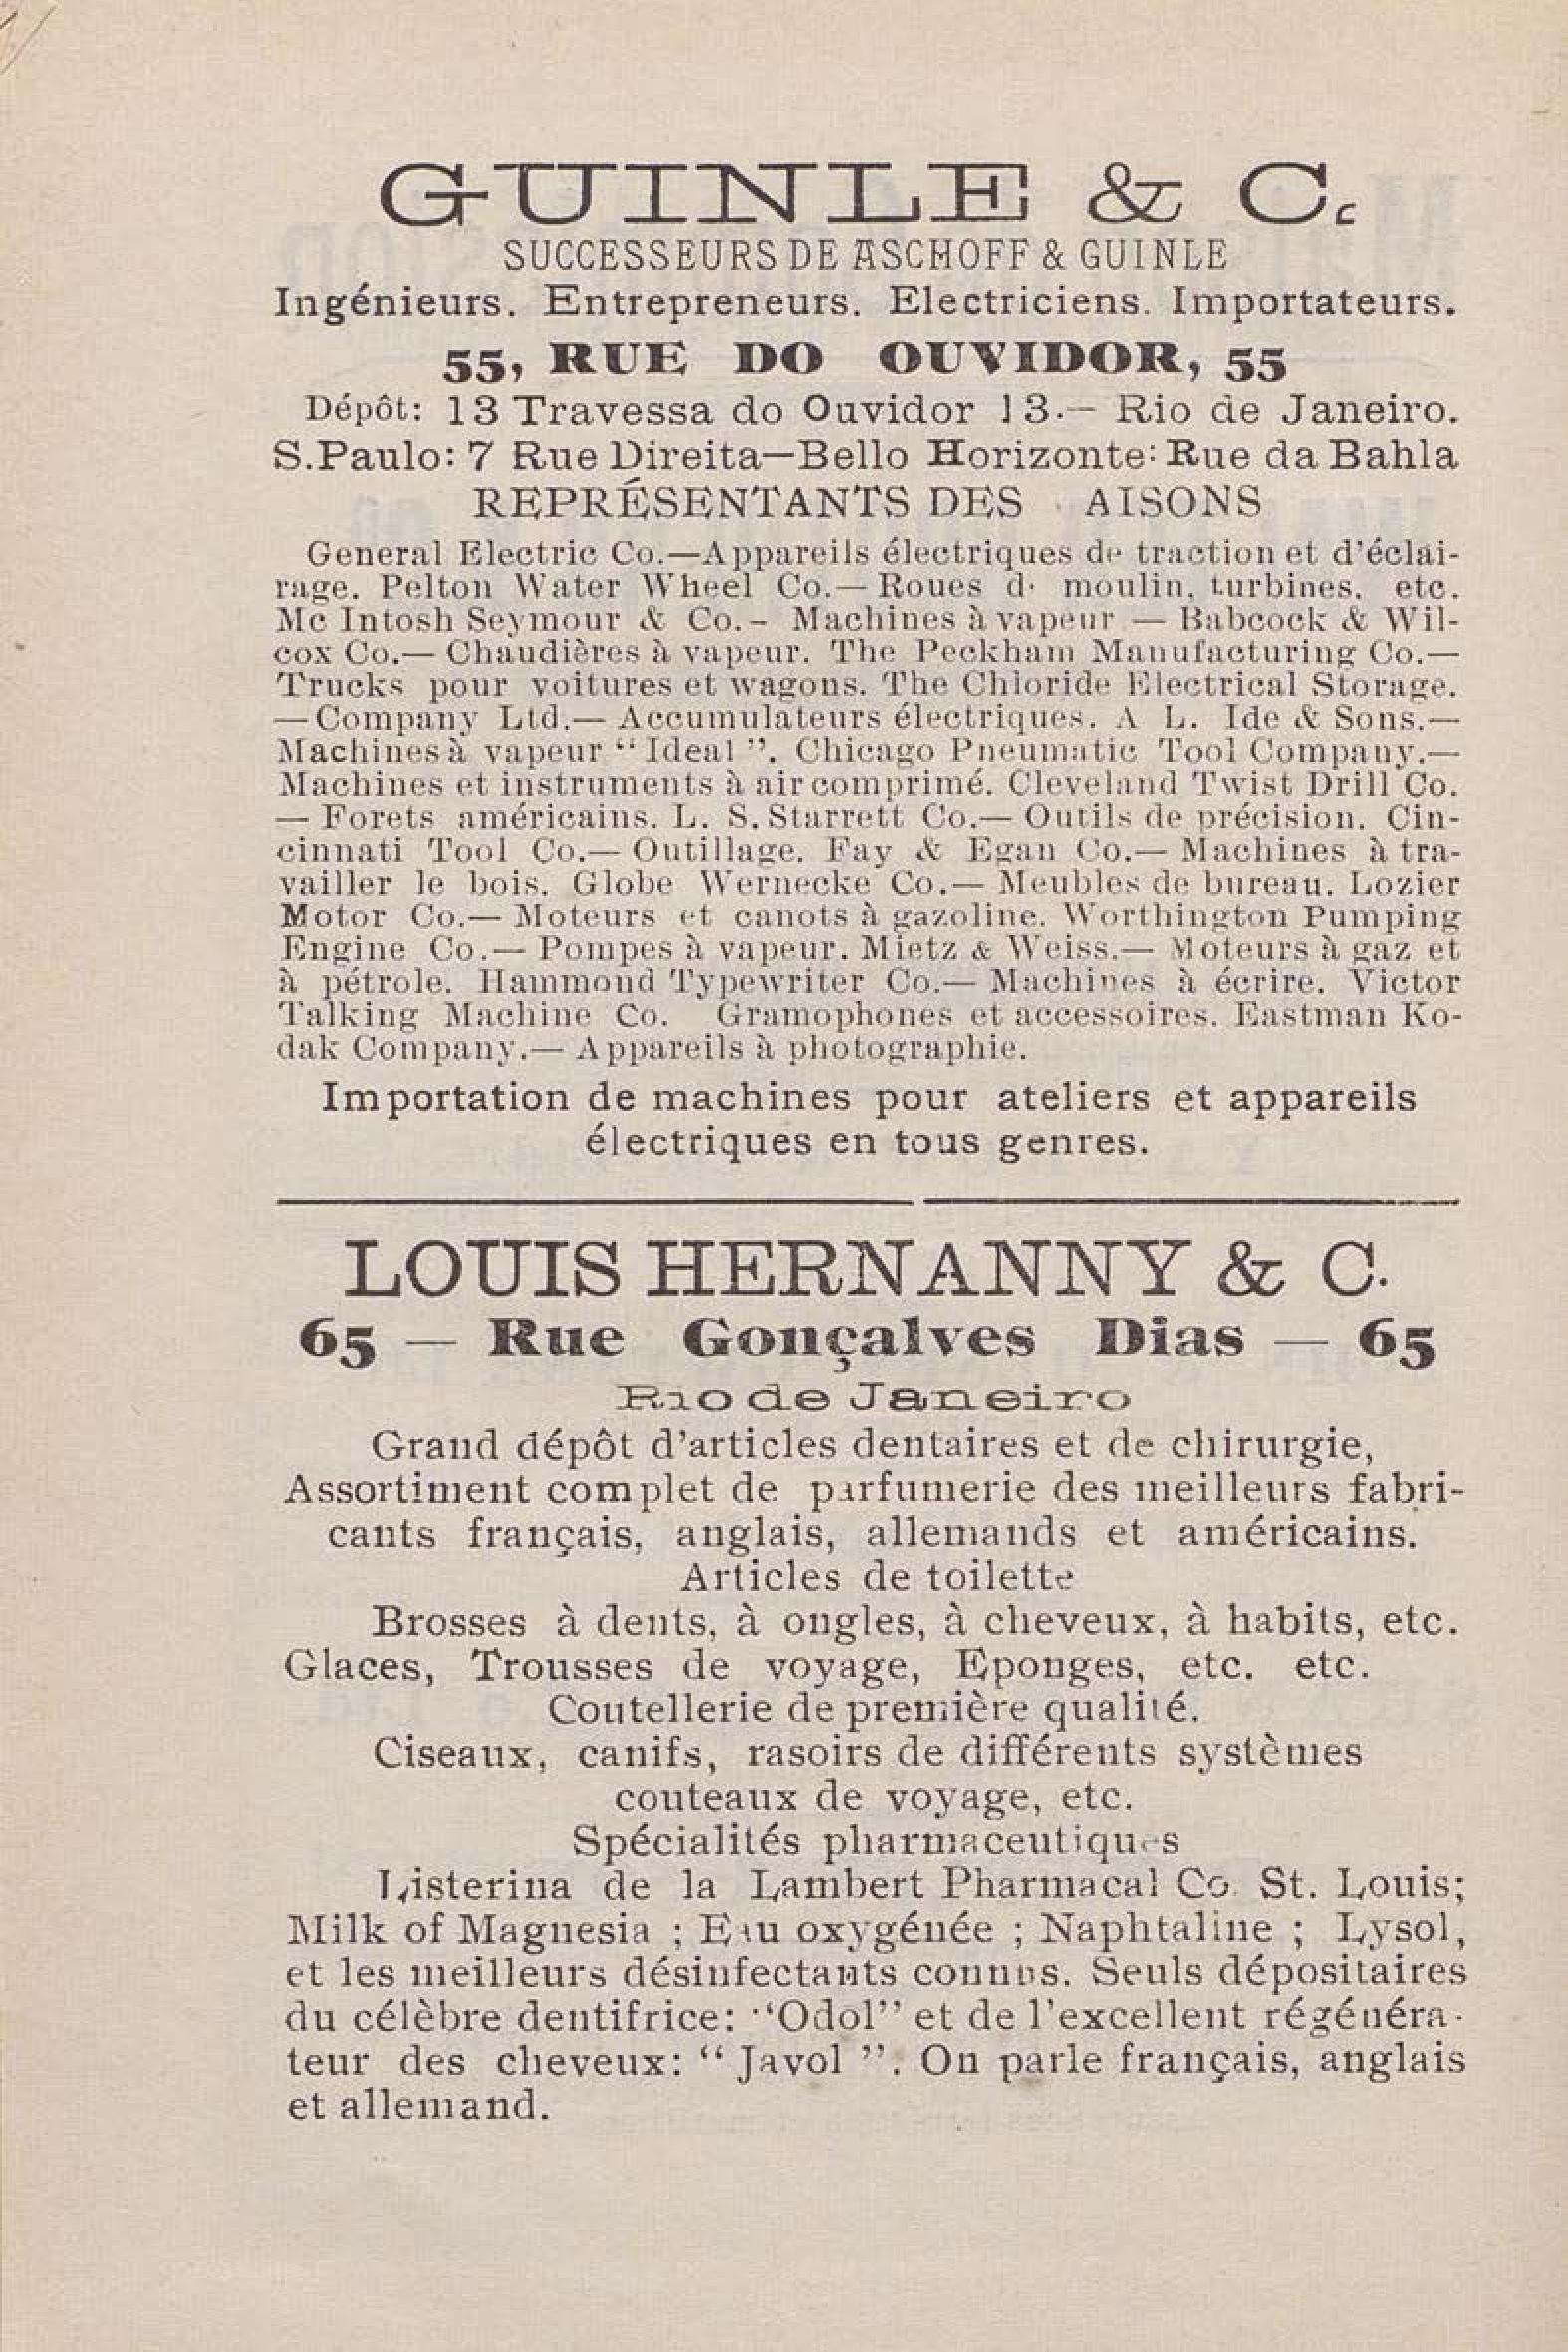 GUINLE & C.
SUCCESSEURS DE ASCHOFF & GUINLE
Ingénieurs. Entrepreneurs. Electriciens. Importateurs.
55, RUE DO OUVIDOR, 55
Dépôt: 13 Travessa do Ouvidor 13.— Rio de Janeiro.
S.Paulo: 7 Rue Direita—Bello Horizonte: Rue da Bahla
REPRÉSENTANTS DES AISONS
General Electric Co.—Appareils électriques de traction et d'éclai-
rage. Pelton Water Wheel Co.— Roues d· moulin, turbines, etc.
Mc Intosh Seymour & Co.- Machines à vapeur — Babcock & Wil-
cox Co.— Chaudières à vapeur. The Peckham Manufacturing Co.—
Trucks pour voitures et wagons. The Chloride Electrical Storage.
— Company Ltd.— Accumulateurs électriques. A L. Ide & Sons.—
Machines à vapeur “ Ideal ”. Chicago Pneumatic Tool Company.—
Machines et instruments à air comprimé. Cleveland Twist Drill Co.
— Forets américains. L. S. Starrett Co.— Outils de précision. Cin-
cinnati Tool Co.— Outillage. Fay & Egan Co.— Machines à tra-
vailler le bois. Globe Wernecke Co.— Meubles de bureau. Lozier
Motor Co.— Moteurs et canots à gazoline. Worthington Pumping
Engine Co.— Pompes à vapeur. Mietz & Weiss.— Moteurs à gaz et
à pétrole. Hammond Typewriter Co.— Machines à écrire. Victor
Talking Machine Co. Gramophones et accessoires. Eastman Ko-
dak Company.— Appareils à photographie.
Importation de machines pour ateliers et appareils
électriques en tous genres.
LOUIS HERNANNY & C.
65 — Rue Gonçalves Dias — 65
Rio de Janeiro
Grand dépôt d'articles dentaires et de chirurgie,
Assortiment complet de parfumerie des meilleurs fabri-
cants français, anglais, allemands et américains.
Articles de toilette
Brosses à dents, à ongles, à cheveux, à habits, etc.
Glaces, Trousses de voyage, Eponges, etc. etc.
Coutellerie de première qualité.
Ciseaux, canifs, rasoirs de différents systèmes
couteaux de voyage, etc.
Spécialités pharmaceutiques
Listerina de la Lambert Pharmacal Co. St. Louis;
Milk of Magnesia ; Eau oxygénée ; Naphtaline ; Lysol,
et les meilleurs désinfectants connus. Seuls dépositaires
du célèbre dentifrice: “Odol” et de l'excellent régénéra-
teur des cheveux: “ Javol ”. On parle français, anglais
et allemand.